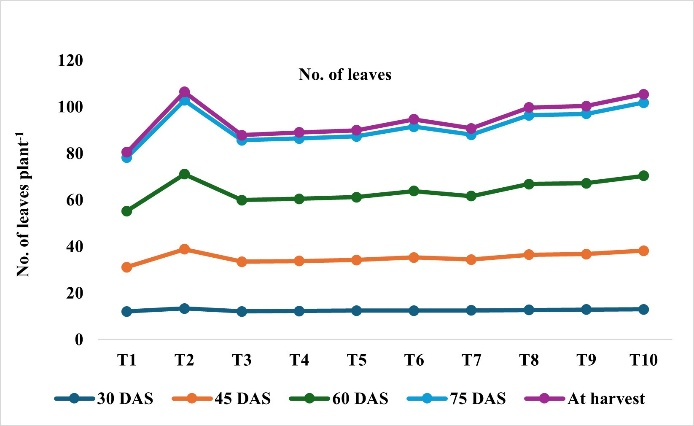 No. of leaves
No. of leaves plant⁻¹
120
100
80
60
40
20
0
T1 T2 T3 T4 T5 T6 T7 T8 T9 T10
30 DAS 45 DAS 60 DAS 75 DAS At harvest